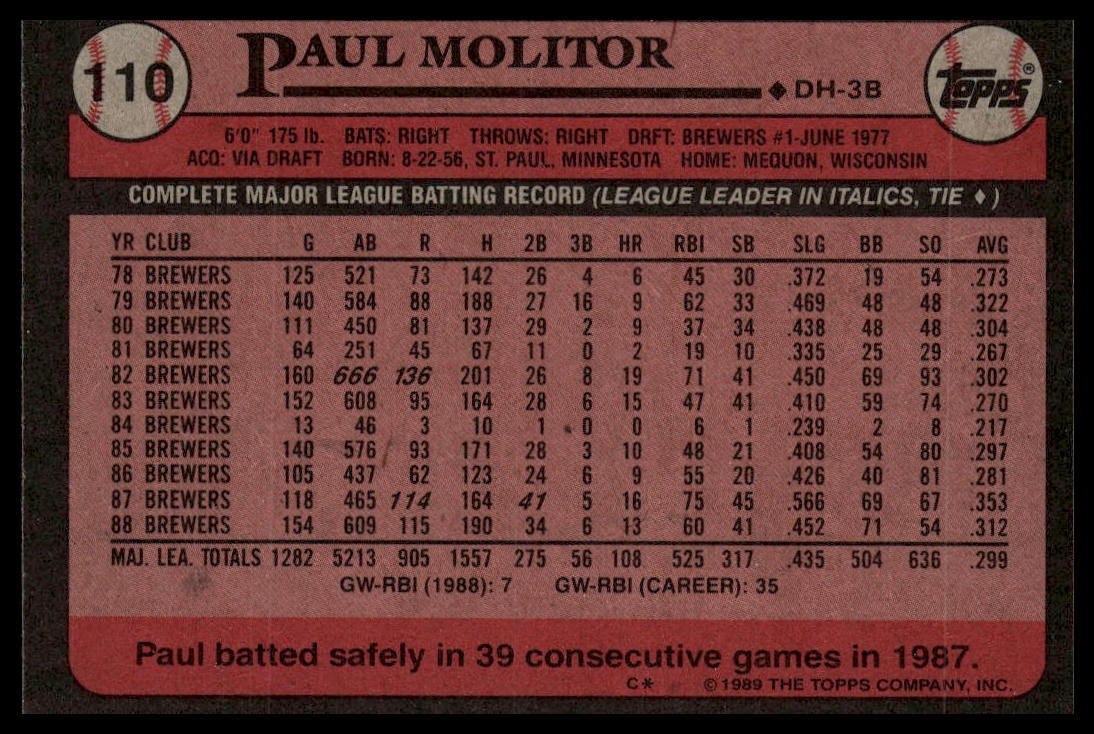 110
PAUL MOLITOR
◆ DH-3B
TOPPS®
6'0" 175 lb. BATS: RIGHT THROWS: RIGHT DRFT: BREWERS #1-JUNE 1977
ACQ: VIA DRAFT BORN: 8-22-56, ST. PAUL, MINNESOTA HOME: MEQUON, WISCONSIN
COMPLETE MAJOR LEAGUE BATTING RECORD (LEAGUE LEADER IN ITALICS, TIE ♦)
YR CLUB G AB R H 2B 3B HR RBI SB SLG BB SO AVG
78 BREWERS 125 521 73 142 26 4 6 45 30 .372 19 54 .273
79 BREWERS 140 584 88 188 27 16 9 62 33 .469 48 48 .322
80 BREWERS 111 450 81 137 29 2 9 37 34 .438 48 48 .304
81 BREWERS 64 251 45 67 11 0 2 19 10 .335 25 29 .267
82 BREWERS 160 666 136 201 26 8 19 71 41 .450 69 93 .302
83 BREWERS 152 608 95 164 28 6 15 47 41 .410 59 74 .270
84 BREWERS 13 46 3 10 1 0 0 6 1 .239 2 8 .217
85 BREWERS 140 576 93 171 28 3 10 48 21 .408 54 80 .297
86 BREWERS 105 437 62 123 24 6 9 55 20 .426 40 81 .281
87 BREWERS 118 465 114 164 41 5 16 75 45 .566 69 67 .353
88 BREWERS 154 609 115 190 34 6 13 60 41 .452 71 54 .312
MAJ. LEA. TOTALS 1282 5213 905 1557 275 56 108 525 317 .435 504 636 .299
GW-RBI (1988): 7 GW-RBI (CAREER): 35
Paul batted safely in 39 consecutive games in 1987.
C* ©1989 THE TOPPS COMPANY, INC.